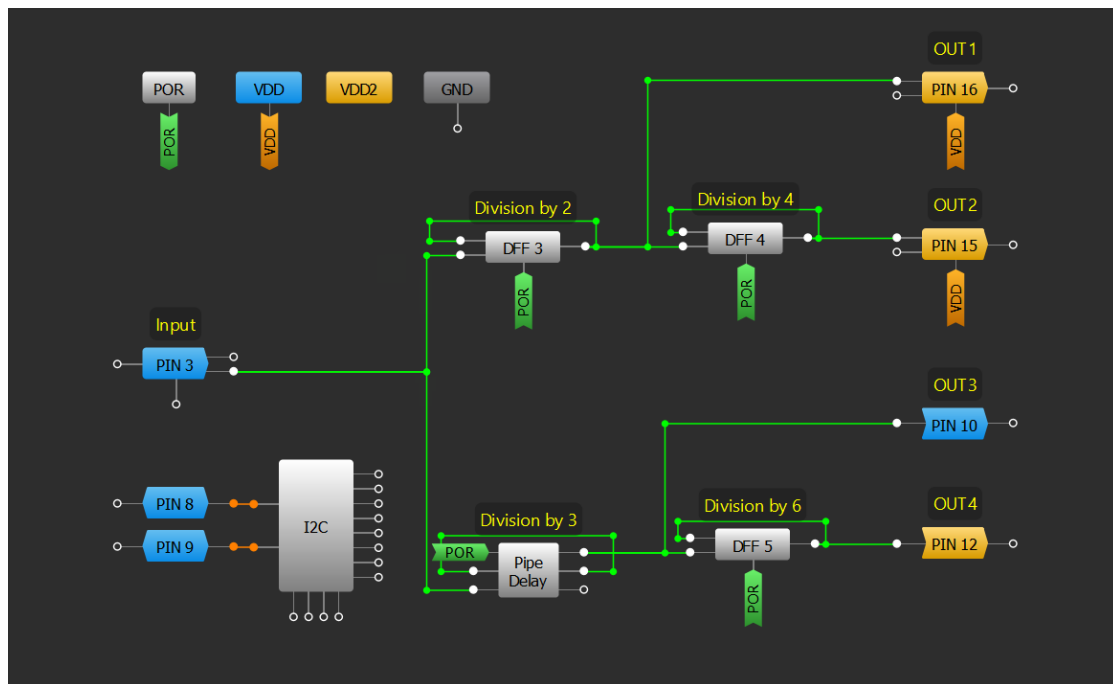 OUT1
POR
VDD
VDD2
GND
PIN 16
POR
VDD
VDD
Division by 2
Division by 4
OUT2
DFF 3
DFF 4
PIN 15
POR
POR
VDD
Input
PIN 3
OUT3
PIN 10
Division by 3
Division by 6
OUT4
PIN 8
I2C
PIN 9
POR
Pipe
Delay
DFF 5
PIN 12
POR